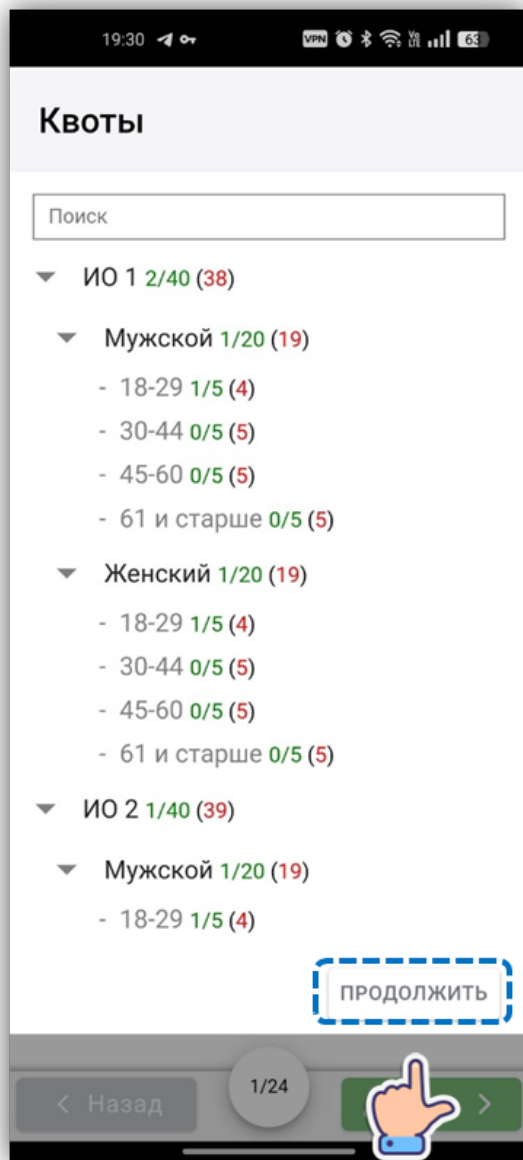 19:30 VPN 63
Квоты
Поиск
ИО 1 2/40 (38)
Мужской 1/20 (19)
- 18-29 1/5 (4)
- 30-44 0/5 (5)
- 45-60 0/5 (5)
- 61 и старше 0/5 (5)
Женский 1/20 (19)
- 18-29 1/5 (4)
- 30-44 0/5 (5)
- 45-60 0/5 (5)
- 61 и старше 0/5 (5)
ИО 2 1/40 (39)
Мужской 1/20 (19)
- 18-29 1/5 (4)
ПРОДОЛЖИТЬ
Назад 1/24